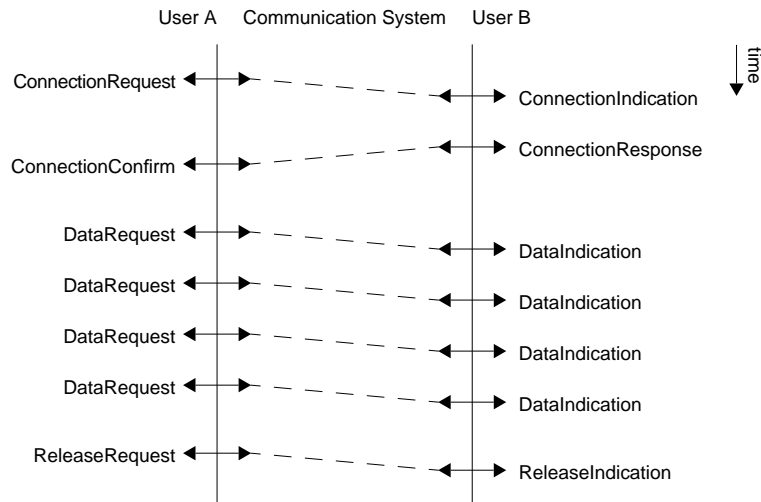 User A Communication System User B
time
ConnectionRequest
ConnectionIndication
ConnectionResponse
ConnectionConfirm
DataRequest
DataIndication
DataRequest
DataIndication
DataRequest
DataIndication
DataRequest
DataIndication
ReleaseRequest
ReleaseIndication